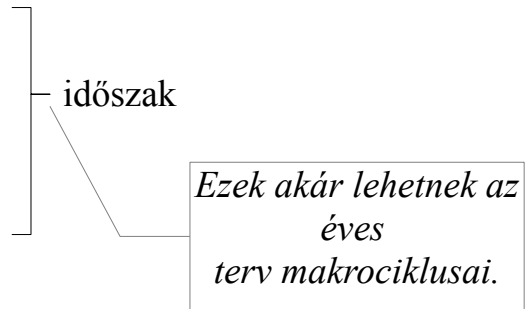 időszak
Ezek akár lehetnek az
éves
terv makrociklusai.